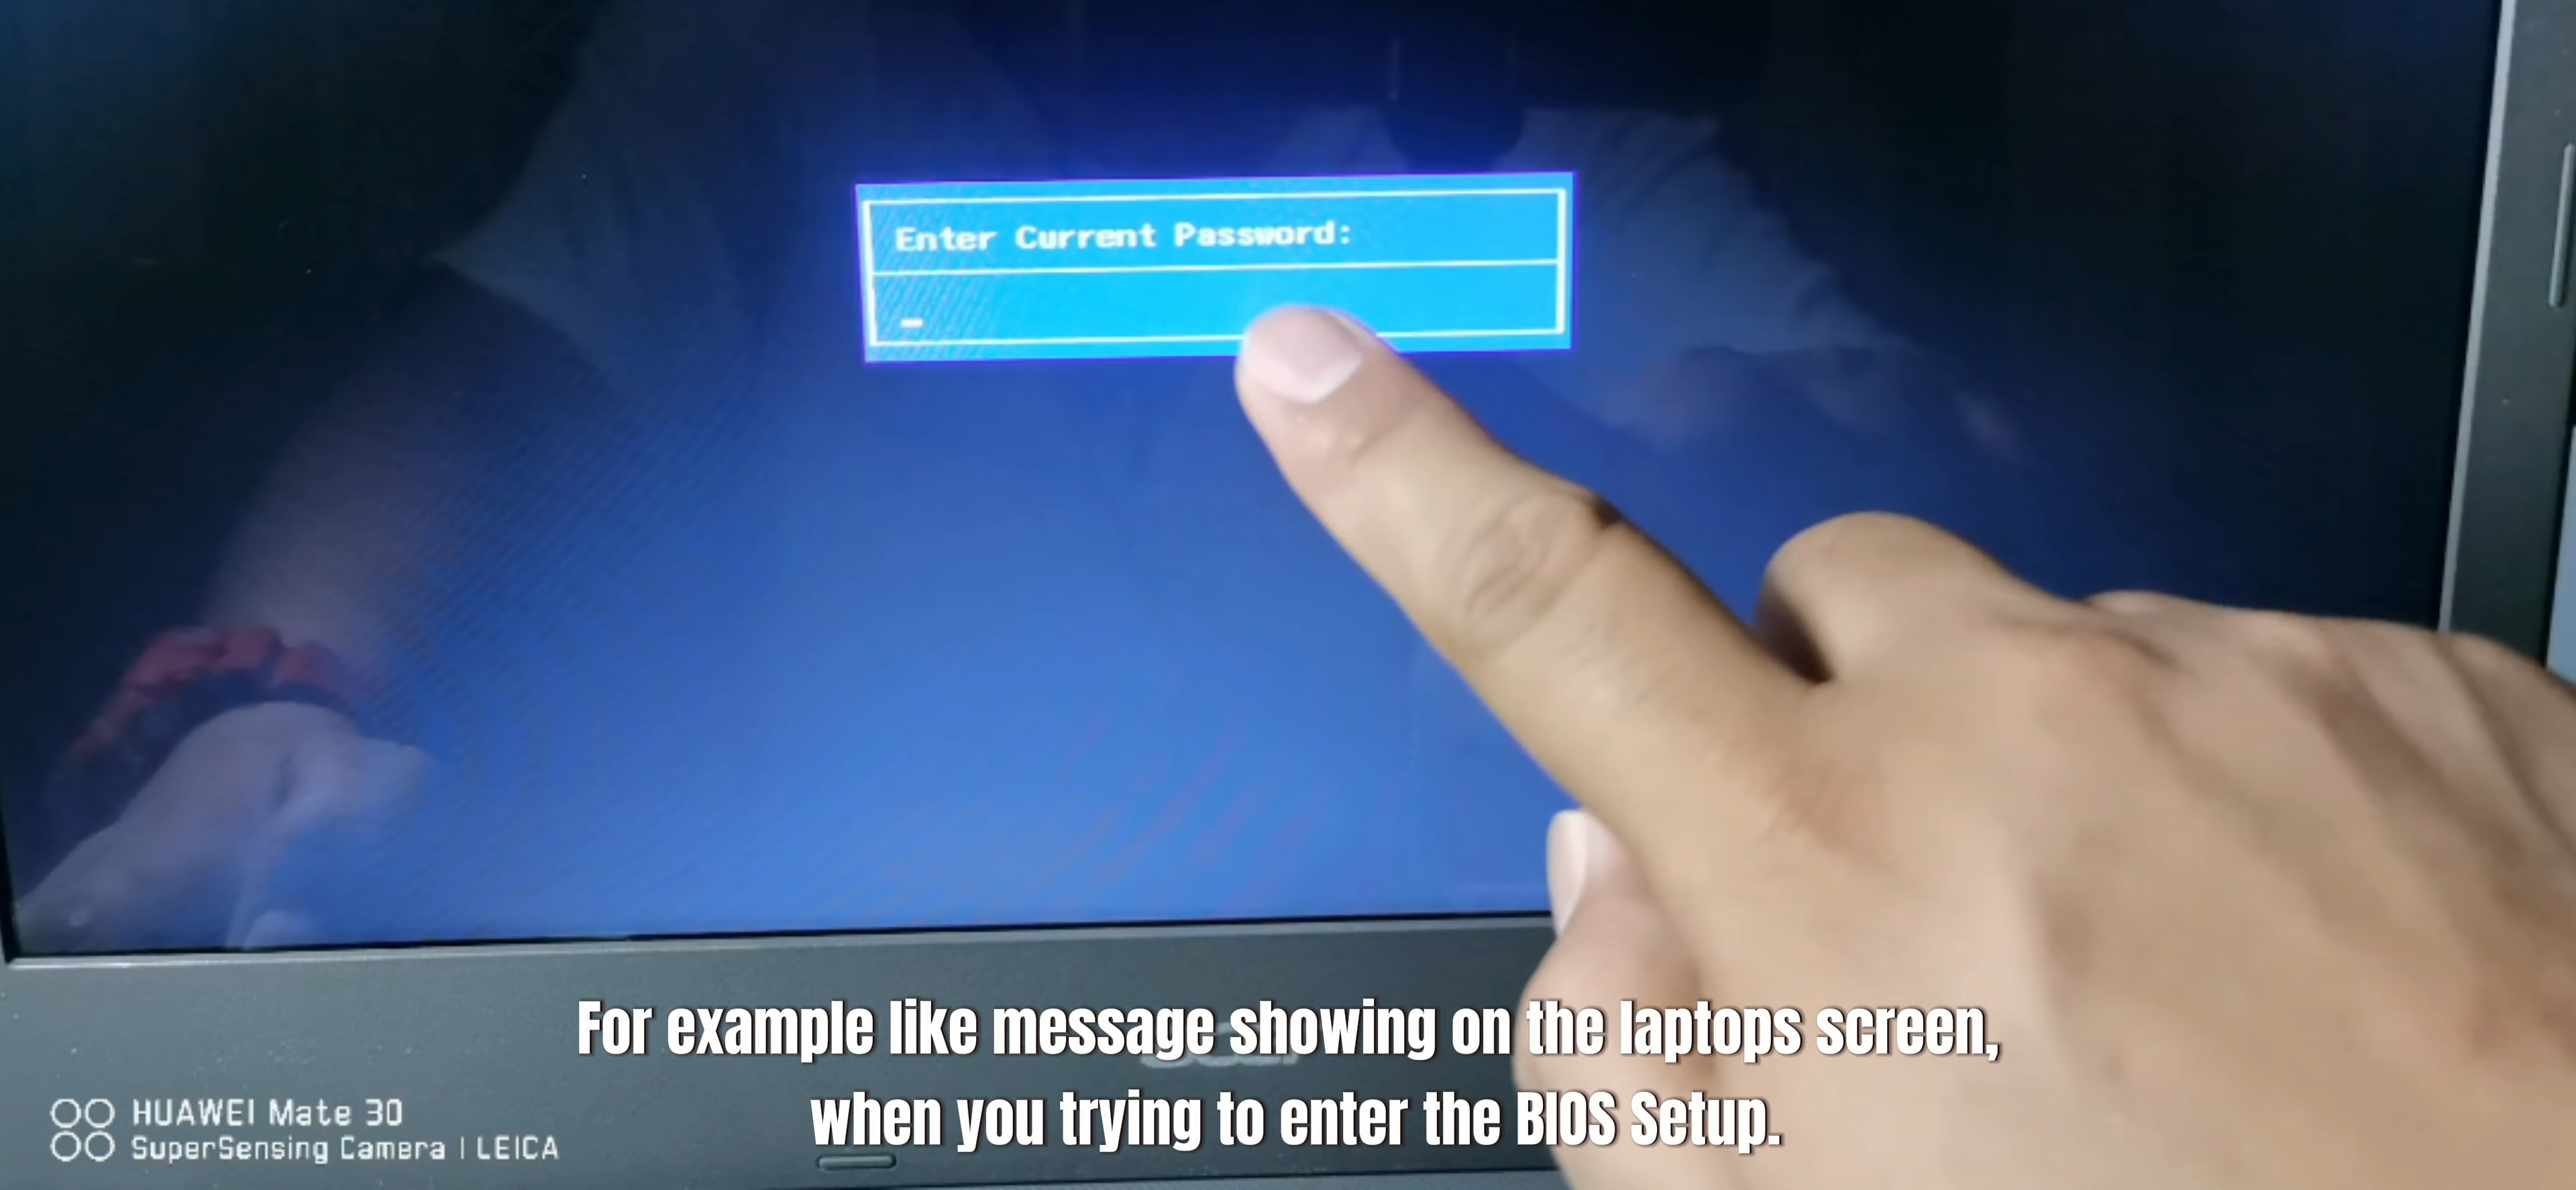 Enter Current Password:
For example like message showing on the laptops screen,
when you trying to enter the BIOS Setup.
HUAWEI Mate 30
SuperSensing Camera | LEICA